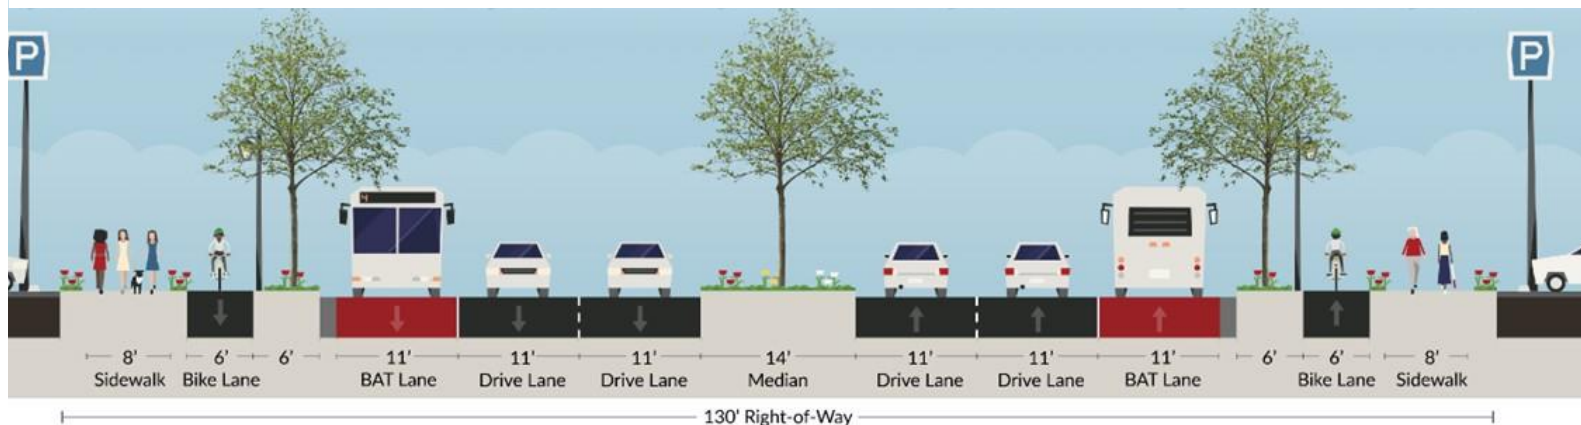 P
P
4
8' 6' 6' 11' 11' 11' 14' 11' 11' 11' 6' 6' 8'
Sidewalk Bike Lane BAT Lane Drive Lane Drive Lane Median Drive Lane Drive Lane BAT Lane Bike Lane Sidewalk
130' Right-of-Way